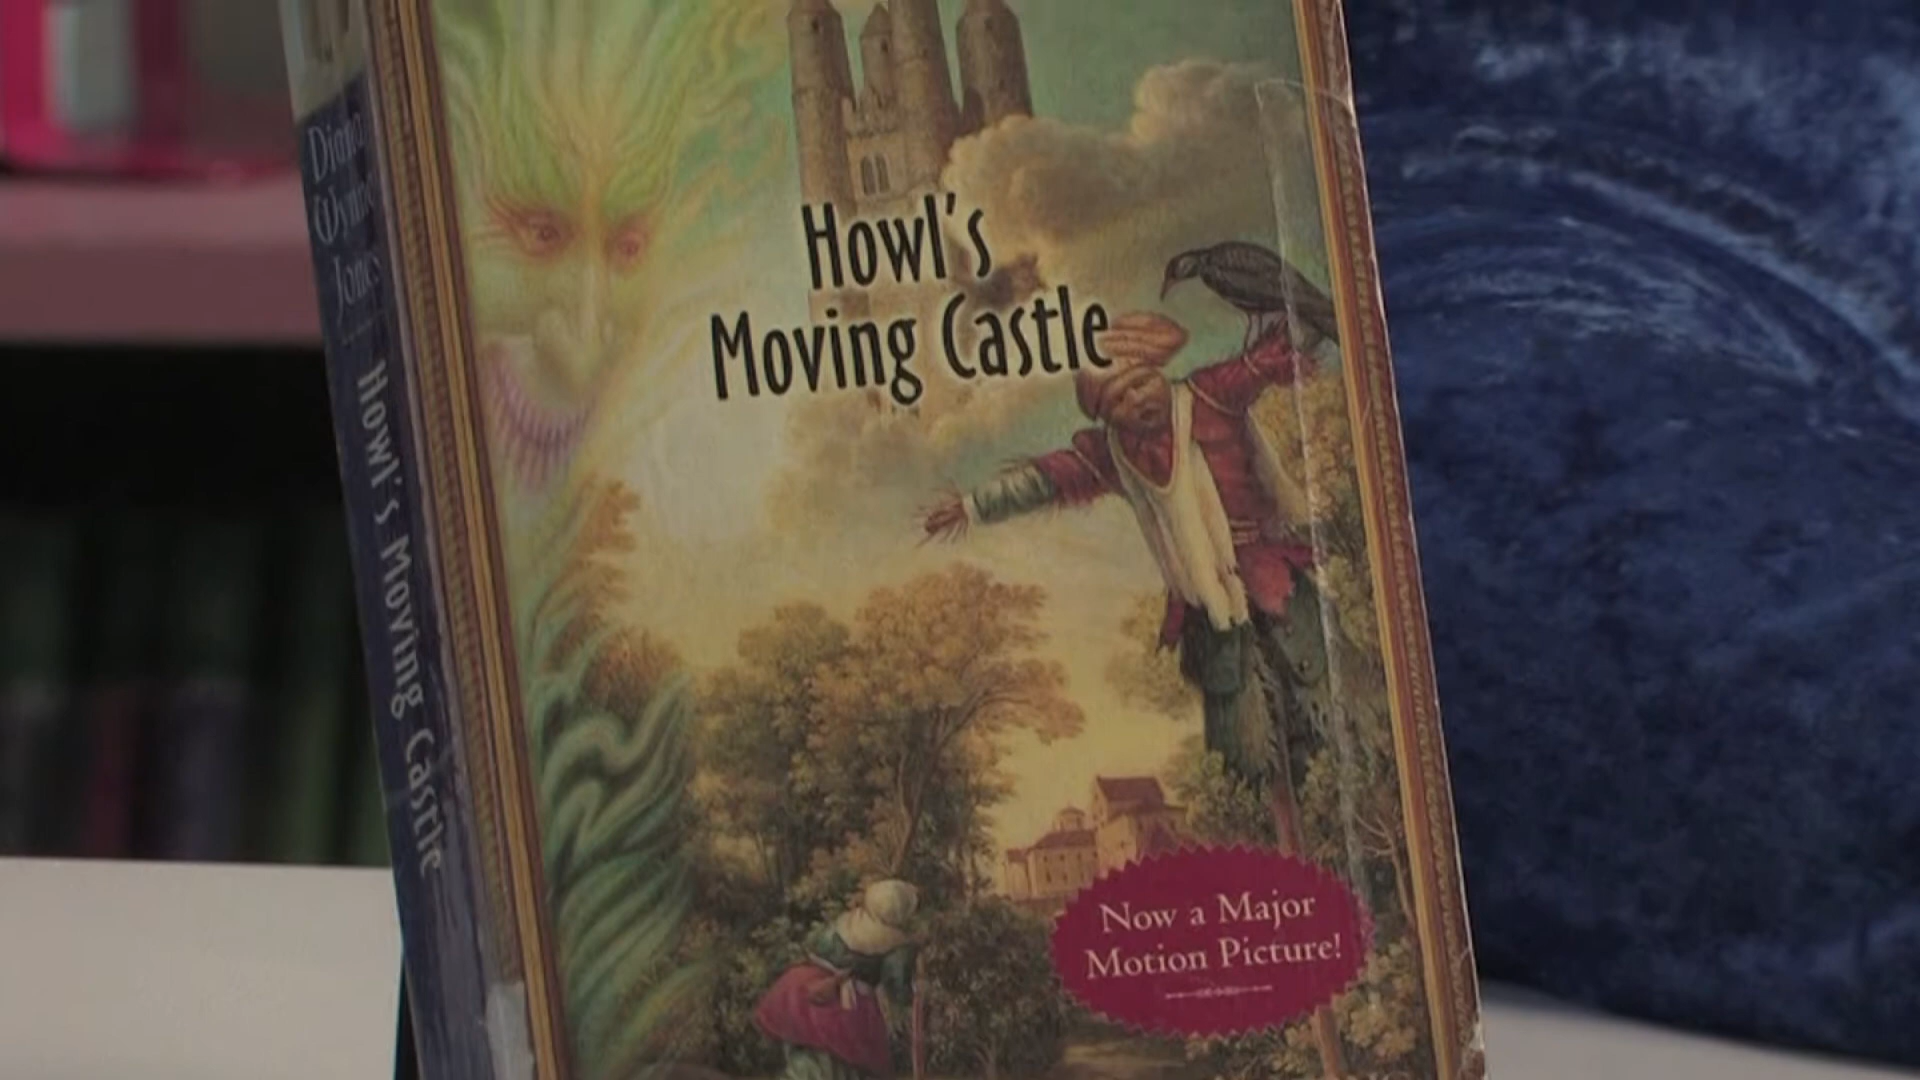 Diana
Wynne
Jones
Howl's Moving Castle
Howl's
Moving Castle
Now a Major
Motion Picture!